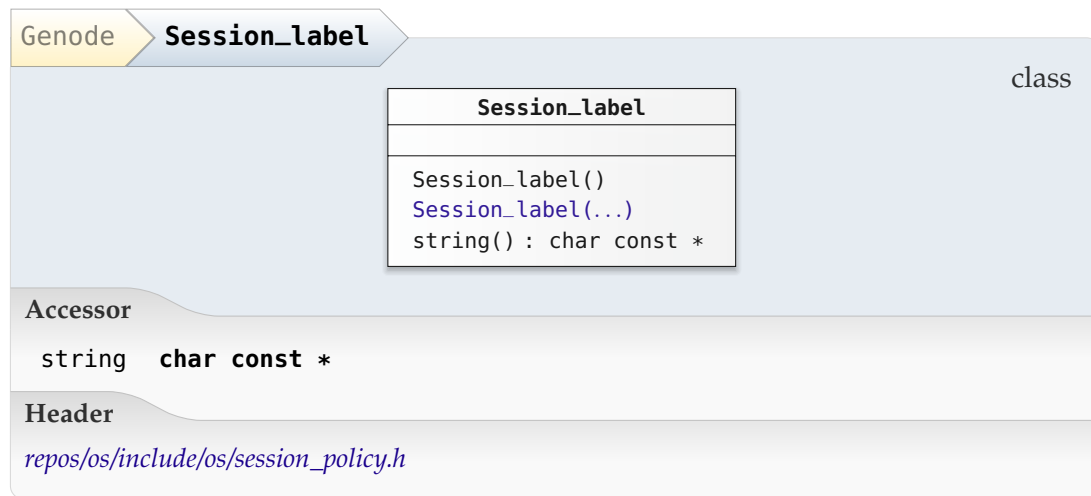 Genode Session_label
class
Session_label
Session_label()
Session_label(...)
string() : char const *
Accessor
string char const *
Header
repos/os/include/os/session_policy.h